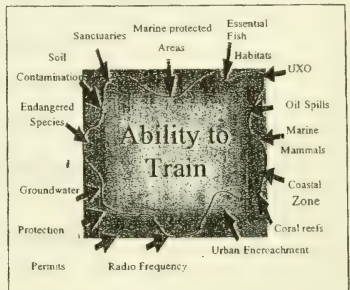 Sanctuaries
Marine protected
Areas
Essential
Fish
Habitats
UXO
Oil Spills
Marine
Mammals
Coastal
Zone
Coral reefs
Urban Encroachment
Radio Frequency
Permits
Protection
Groundwater
Endangered
Species
Soil
Contamination
Ability to
Train